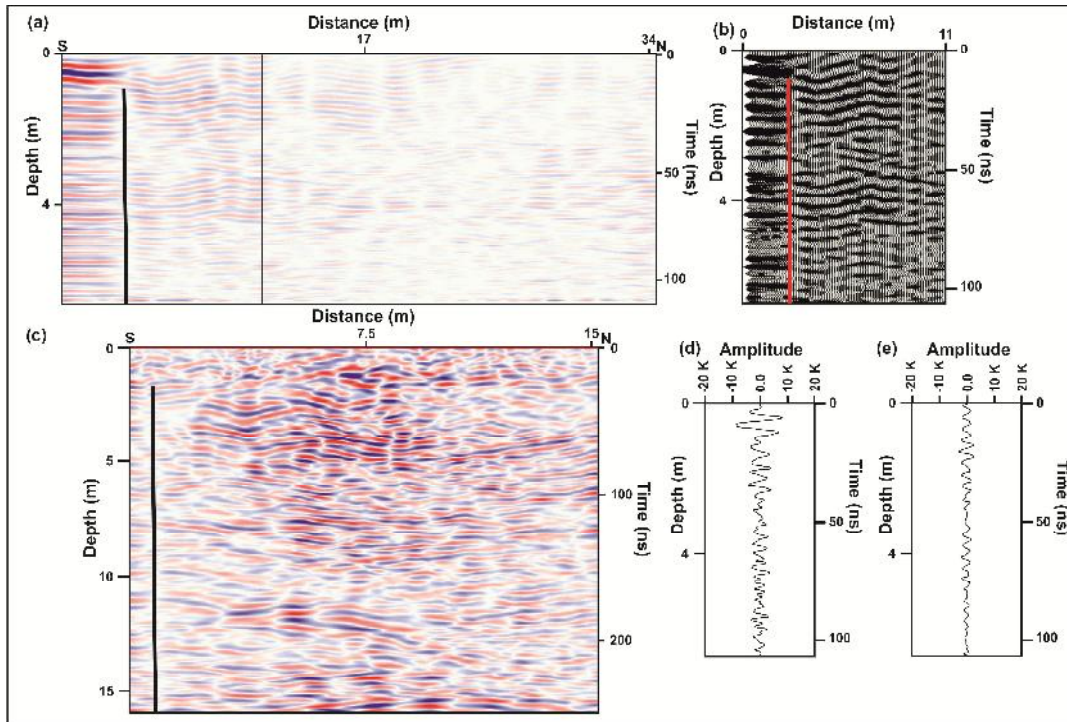 (a)
Distance (m)
S
17
34
N
0
4
Depth (m)
0
50
100
Time (ns)
(b)
Distance (m)
0
11
0
4
Depth (m)
0
50
100
Time (ns)
(c)
Distance (m)
S
7.5
15
N
0
5
10
15
Depth (m)
0
100
200
Time (ns)
(d)
Amplitude
-20 K
-10 K
0.0
10 K
20 K
0
4
Depth (m)
0
50
100
Time (ns)
(e)
Amplitude
-20 K
-10 K
0.0
10 K
20 K
0
4
Depth (m)
0
50
100
Time (ns)